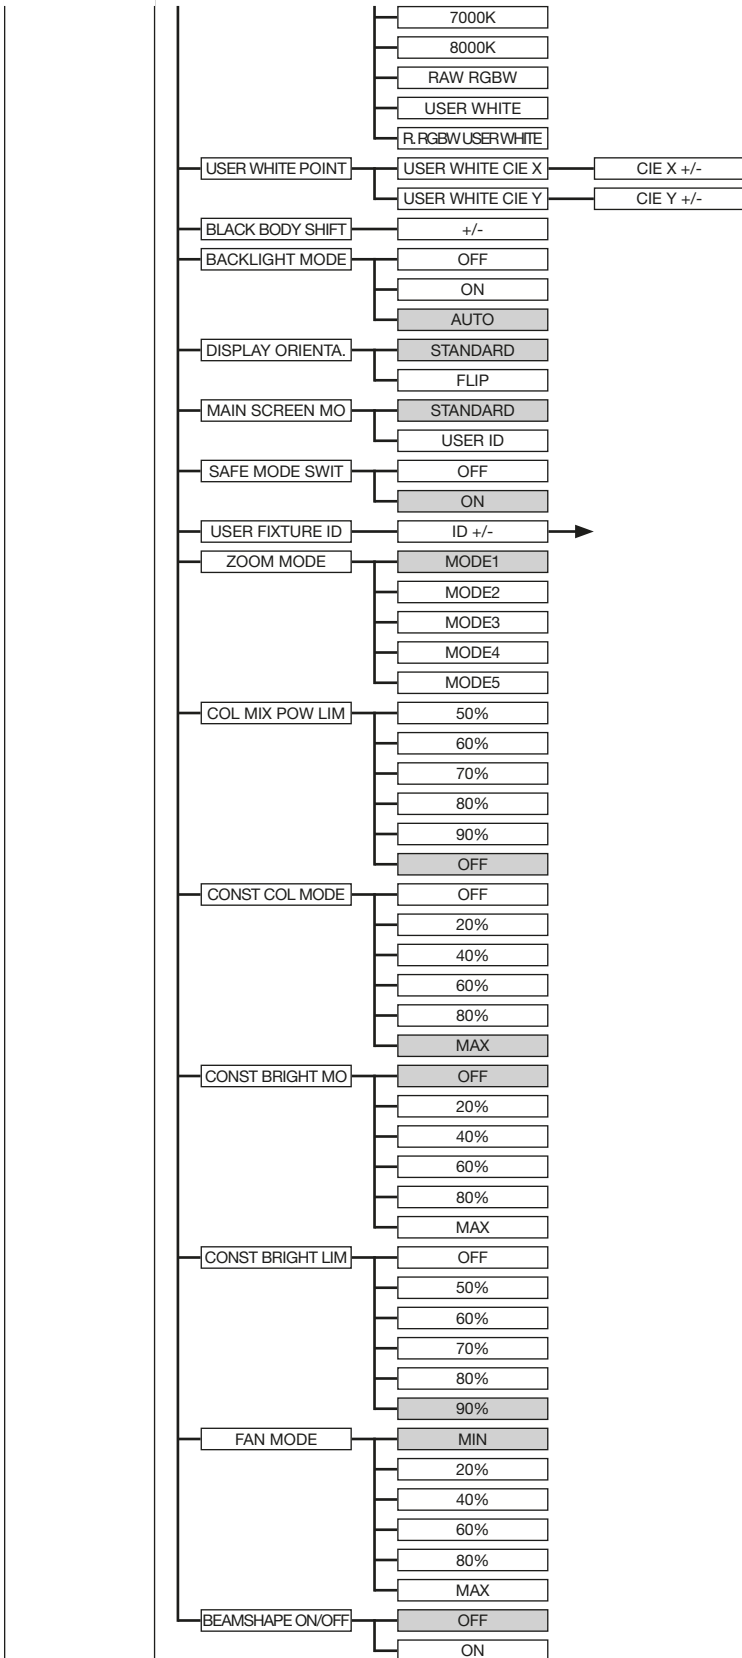 7000K
8000K
RAW RGBW
USER WHITE
R. RGBW USER WHITE
USER WHITE POINT USER WHITE CIE X CIE X +/-
USER WHITE CIE Y CIE Y +/-
BLACK BODY SHIFT +/-
BACKLIGHT MODE OFF
ON
AUTO
DISPLAY ORIENTA. STANDARD
FLIP
MAIN SCREEN MO STANDARD
USER ID
SAFE MODE SWIT OFF
ON
USER FIXTURE ID ID +/-
ZOOM MODE MODE1
MODE2
MODE3
MODE4
MODE5
COL MIX POW LIM 50%
60%
70%
80%
90%
OFF
CONST COL MODE OFF
20%
40%
60%
80%
MAX
CONST BRIGHT MO OFF
20%
40%
60%
80%
MAX
CONST BRIGHT LIM OFF
50%
60%
70%
80%
90%
FAN MODE MIN
20%
40%
60%
80%
MAX
BEAMSHAPE ON/OFF OFF
ON